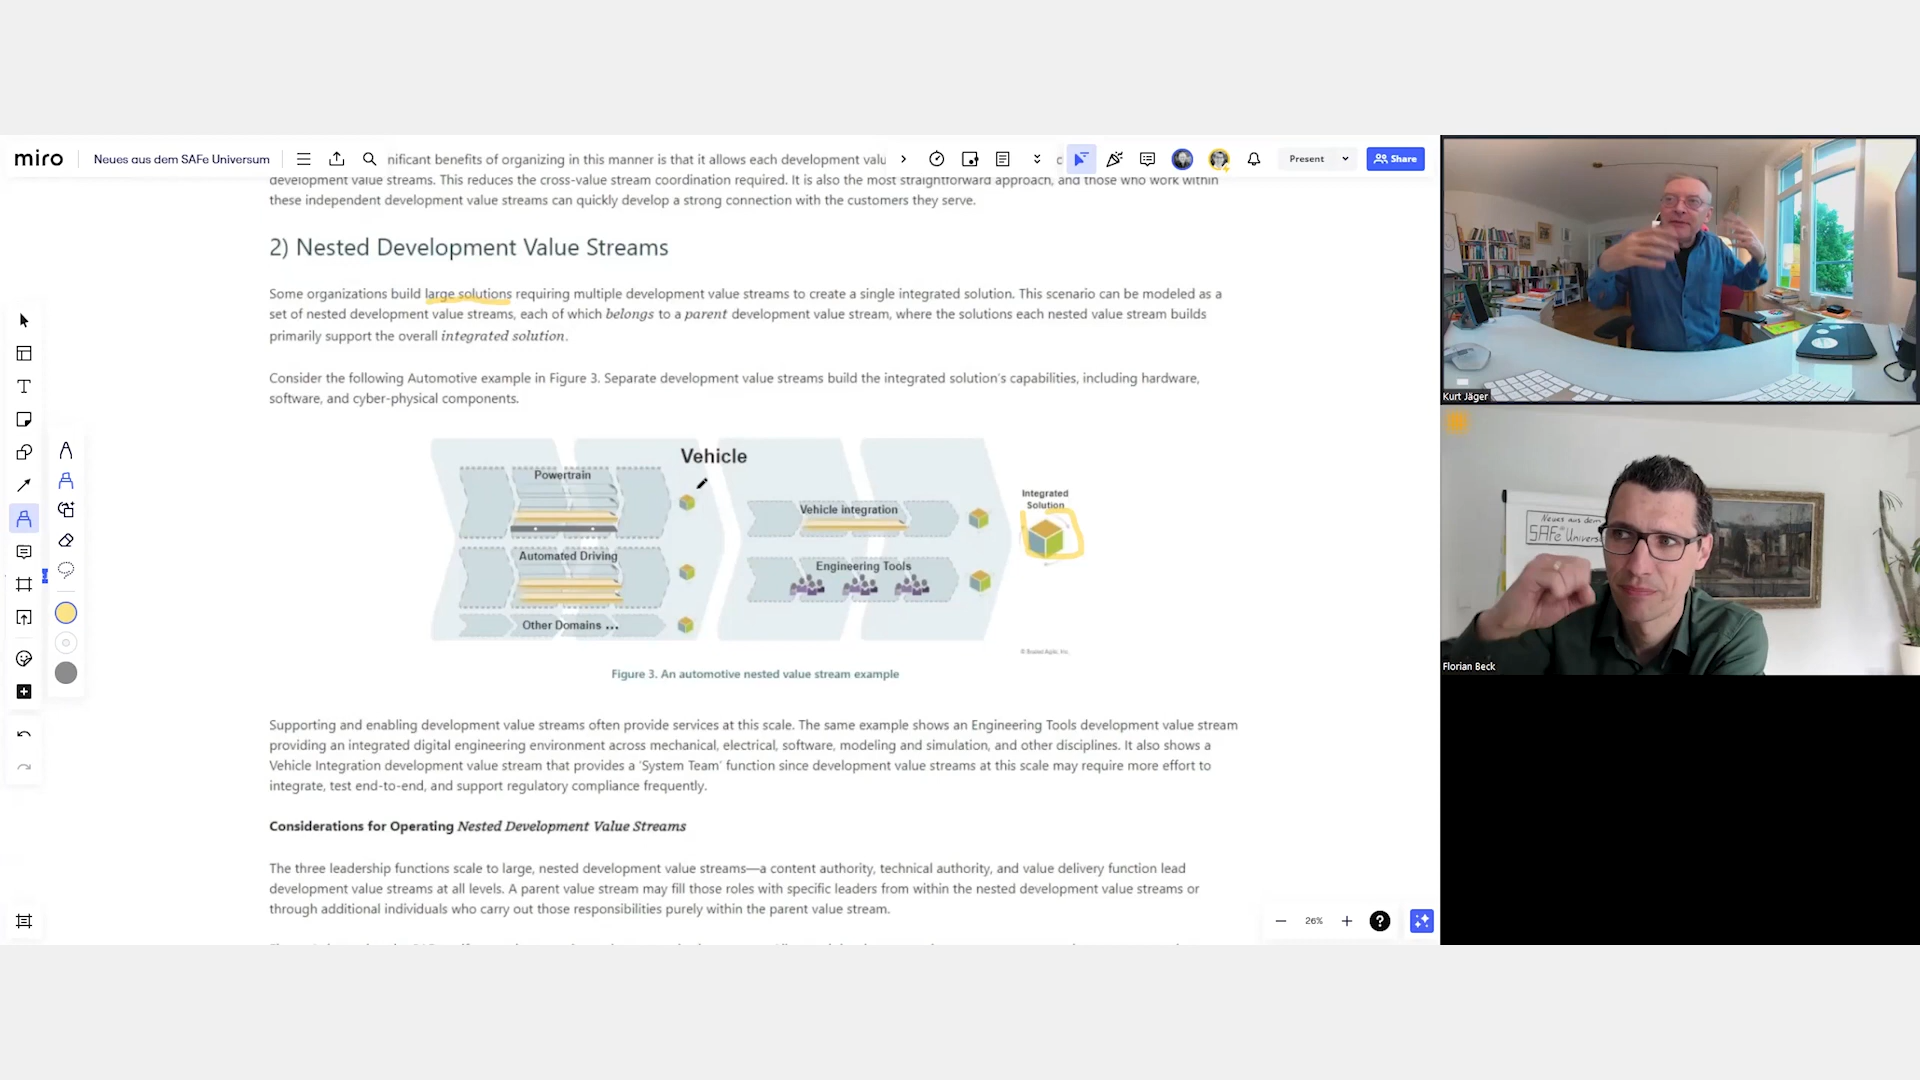 miro
Neues aus dem SAFe Universum
nificant benefits of organizing in this manner is that it allows each development valu
Present
Share
development value streams. This reduces the cross-value stream coordination required. It is also the most straightforward approach, and those who work within
these independent development value streams can quickly develop a strong connection with the customers they serve.
2) Nested Development Value Streams
Some organizations build large solutions requiring multiple development value streams to create a single integrated solution. This scenario can be modeled as a
set of nested development value streams, each of which belongs to a parent development value stream, where the solutions each nested value stream builds
primarily support the overall integrated solution.
Consider the following Automotive example in Figure 3. Separate development value streams build the integrated solution's capabilities, including hardware,
software, and cyber-physical components.
Vehicle
Powertrain
Automated Driving
Other Domains ...
Vehicle integration
Engineering Tools
Integrated
Solution
© Scaled Agile, Inc.
Figure 3. An automotive nested value stream example
Supporting and enabling development value streams often provide services at this scale. The same example shows an Engineering Tools development value stream
providing an integrated digital engineering environment across mechanical, electrical, software, modeling and simulation, and other disciplines. It also shows a
Vehicle Integration development value stream that provides a 'System Team' function since development value streams at this scale may require more effort to
integrate, test end-to-end, and support regulatory compliance frequently.
Considerations for Operating Nested Development Value Streams
The three leadership functions scale to large, nested development value streams—a content authority, technical authority, and value delivery function lead
development value streams at all levels. A parent value stream may fill those roles with specific leaders from within the nested development value streams or
through additional individuals who carry out those responsibilities purely within the parent value stream.
26%
Kurt Jäger
Neues aus dem
SAFe Univers
Florian Beck